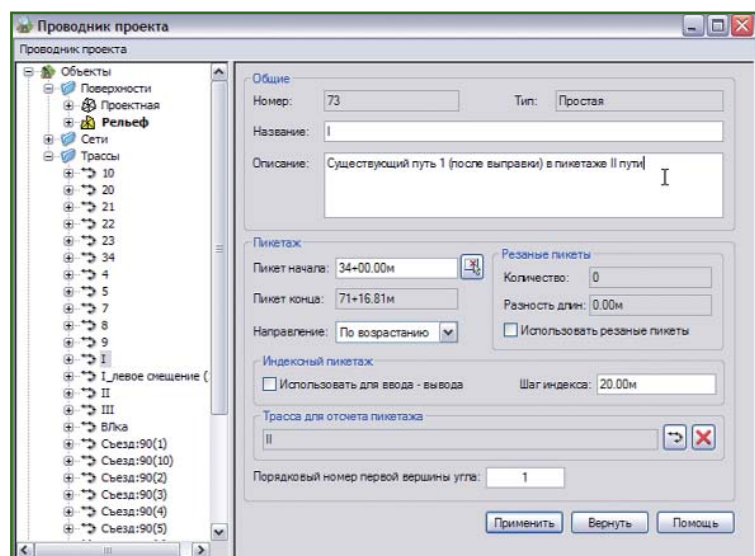 Проводник проекта
Проводник проекта
Объекты
Поверхности
Проектная
Рельеф
Сети
Трассы
10
20
21
22
23
34
4
5
7
8
9
I
I_левое смещение (
II
III
ВЛка
Съезд:90(1)
Съезд:90(10)
Съезд:90(2)
Съезд:90(3)
Съезд:90(4)
Съезд:90(5)
Общие
Номер: 73 Тип: Простая
Название: I
Описание: Существующий путь 1 (после выправки) в пикетаже II пути
Пикетаж
Пикет начала: 34+00.00м
Пикет конца: 71+16.81м
Направление: По возрастанию
Резаные пикеты
Количество: 0
Разность длин: 0.00м
Использовать резаные пикеты
Индексный пикетаж
Использовать для ввода - вывода Шаг индекса: 20.00м
Трасса для отсчета пикетажа
II
Порядковый номер первой вершины угла: 1
Применить Вернуть Помощь